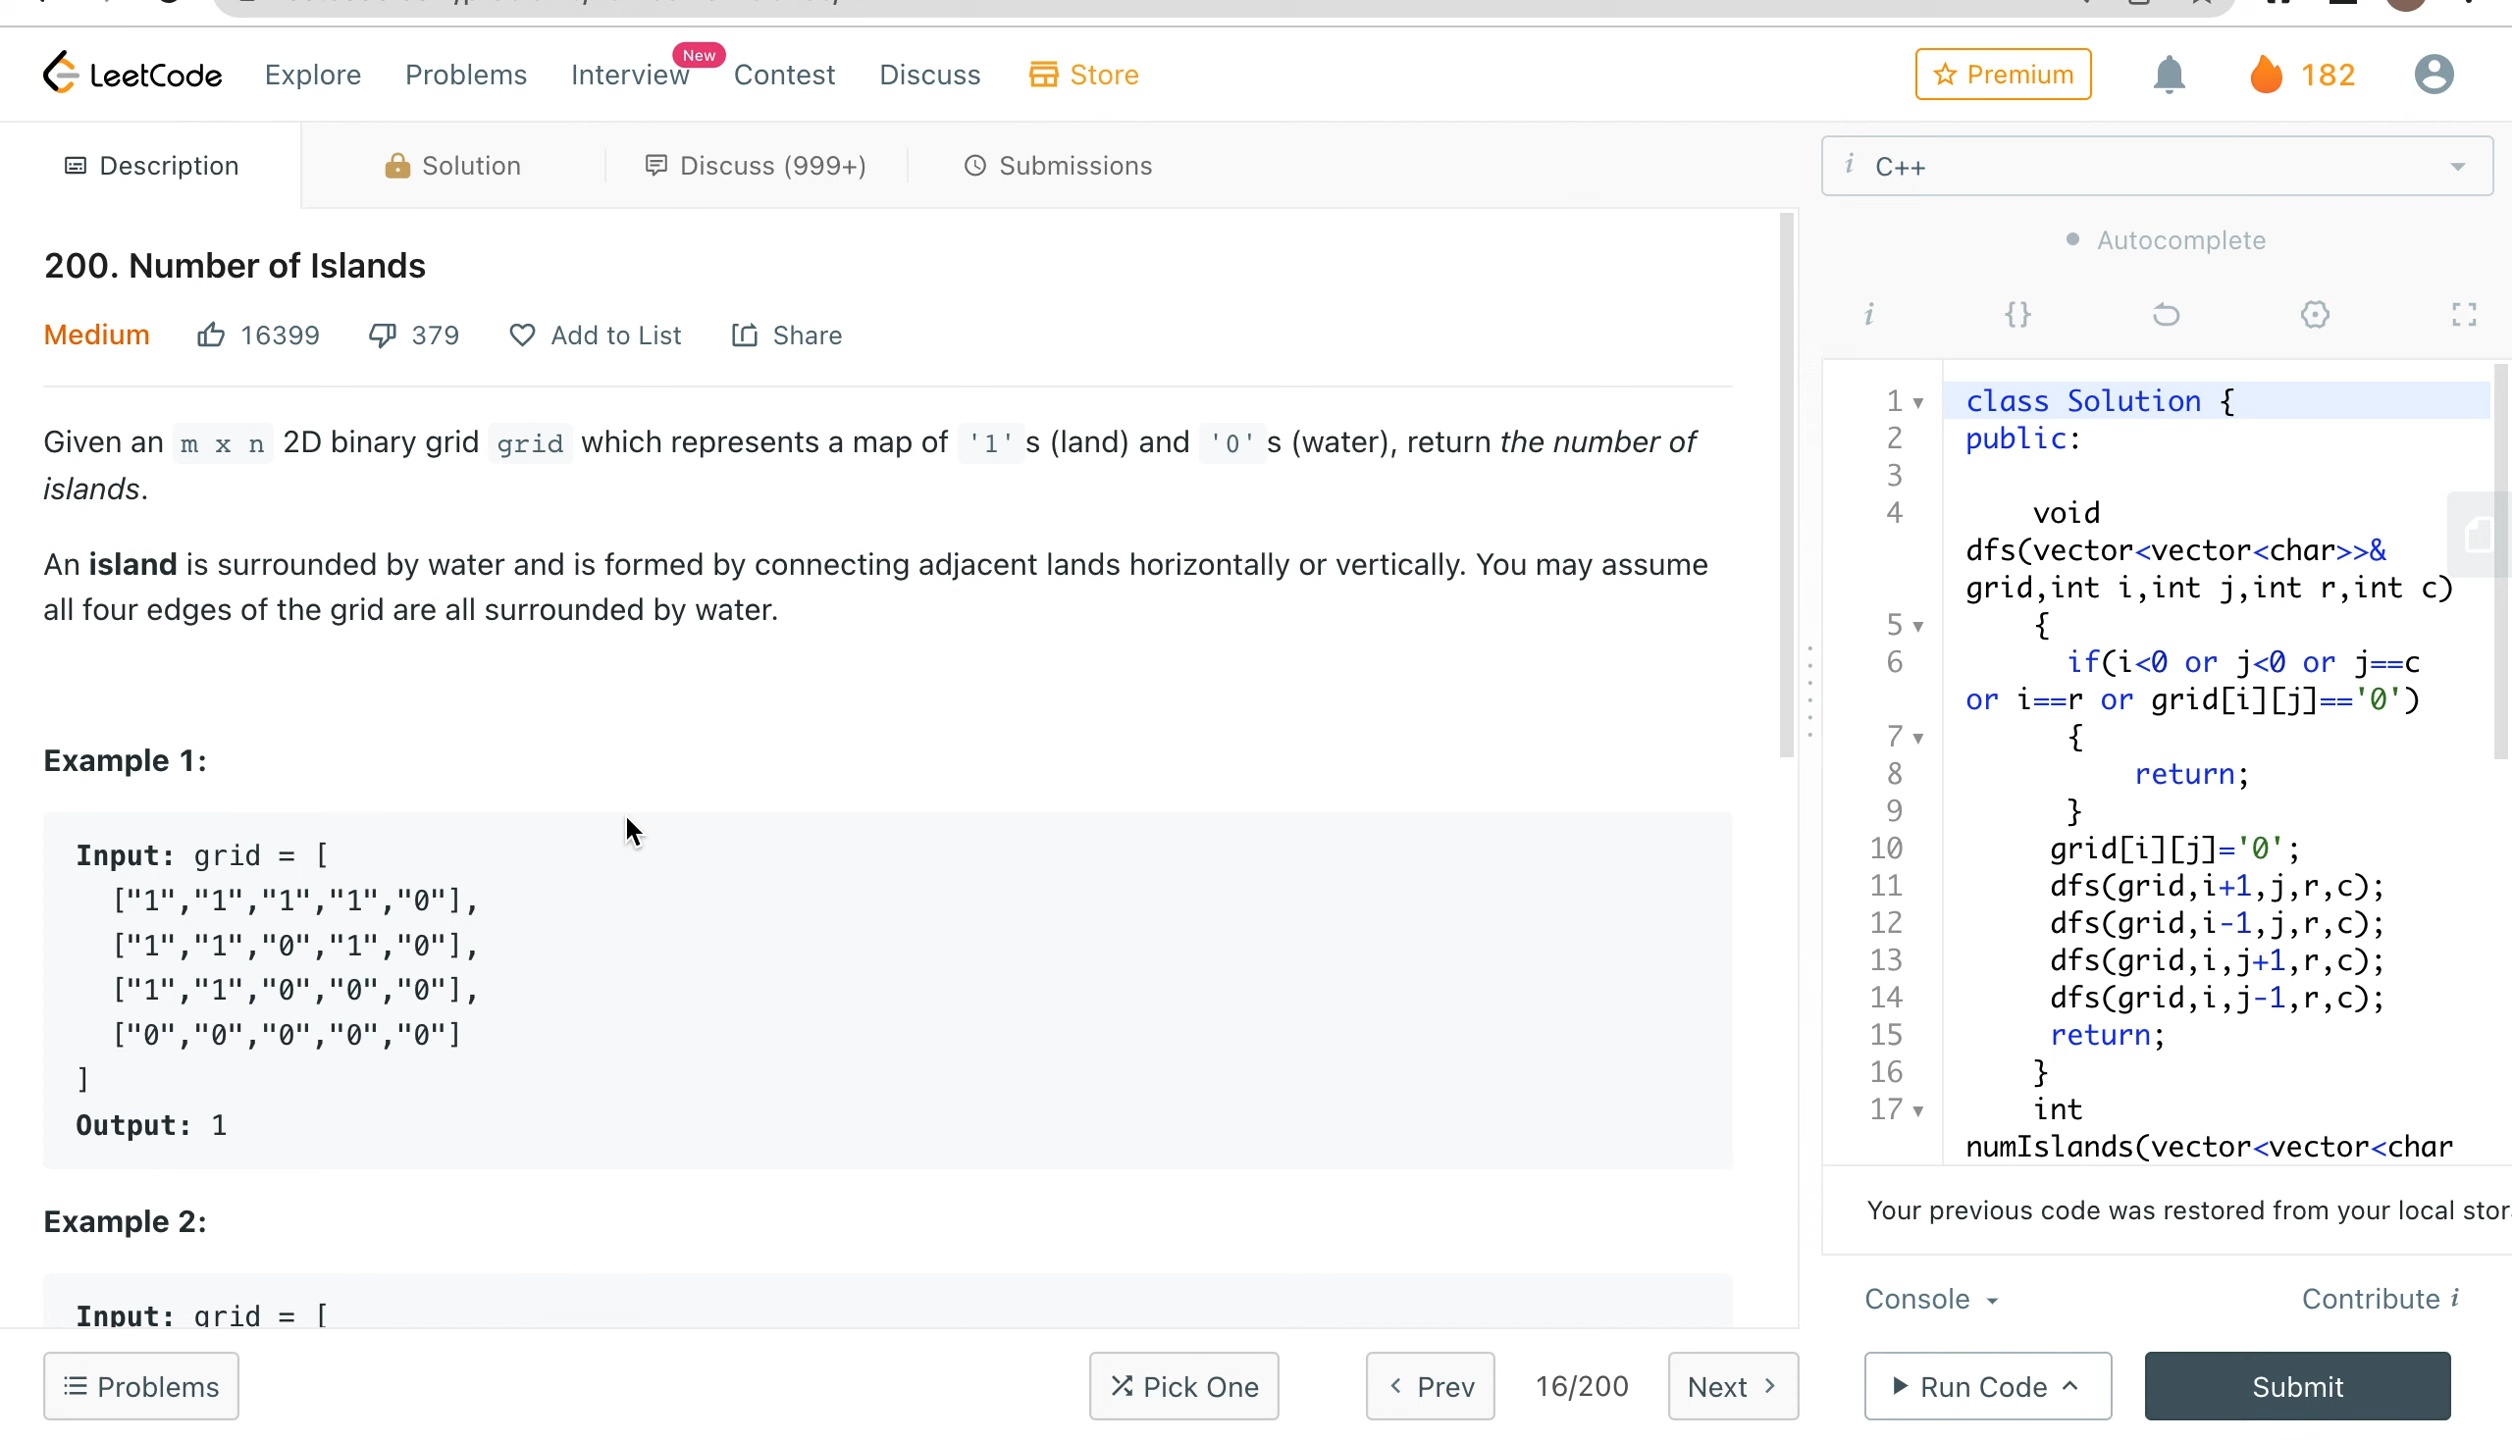 LeetCode Explore Problems Interview New Contest Discuss Store Premium 182
Description Solution Discuss (999+) Submissions
i C++
Autocomplete
200. Number of Islands
Medium 16399 379 Add to List Share
i {}
Given an m x n 2D binary grid grid which represents a map of '1' s (land) and '0' s (water), return the number of
islands.
An island is surrounded by water and is formed by connecting adjacent lands horizontally or vertically. You may assume
all four edges of the grid are all surrounded by water.
Example 1:
Input: grid = [
["1","1","1","1","0"],
["1","1","0","1","0"],
["1","1","0","0","0"],
["0","0","0","0","0"]
]
Output: 1
Example 2:
Input: grid = [
1 class Solution {
2 public:
3
4 void
dfs(vector<vector<char>>&
grid,int i,int j,int r,int c)
5 {
6 if(i<0 or j<0 or j==c
or i==r or grid[i][j]=='0')
7 {
8 return;
9 }
10 grid[i][j]='0';
11 dfs(grid,i+1,j,r,c);
12 dfs(grid,i-1,j,r,c);
13 dfs(grid,i,j+1,r,c);
14 dfs(grid,i,j-1,r,c);
15 return;
16 }
17 int
numIslands(vector<vector<char
Your previous code was restored from your local stor
Console Contribute i
Problems Pick One Prev 16/200 Next Run Code Submit